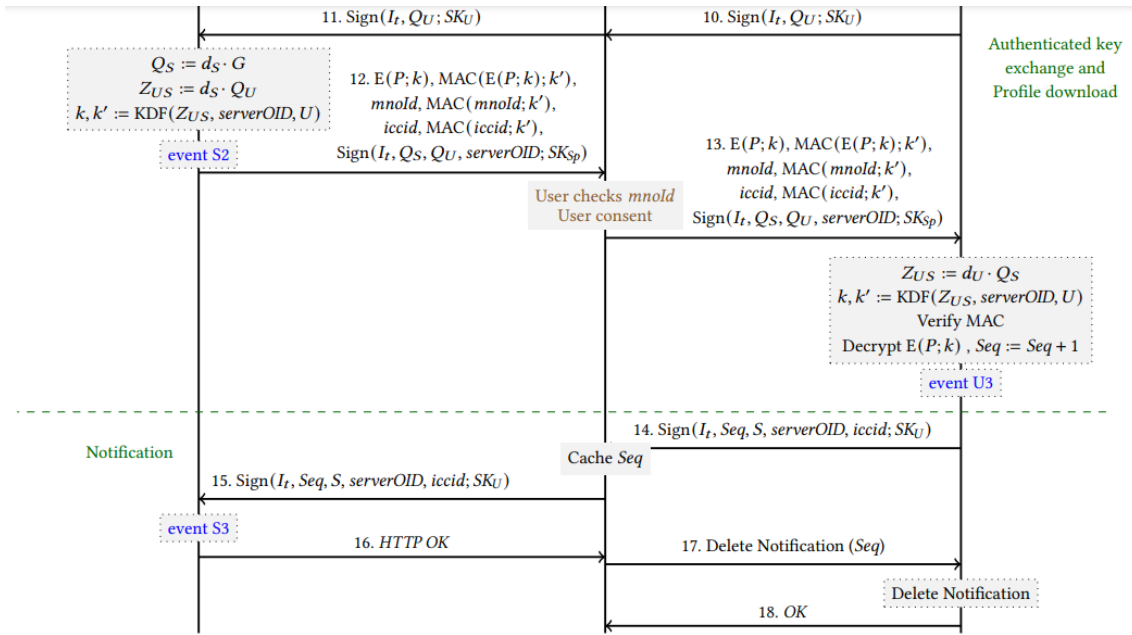 11. Sign(I_t, Q_U; SK_U)
10. Sign(I_t, Q_U; SK_U)
Authenticated key
exchange and
Profile download
Q_S := d_S · G
Z_US := d_S · Q_U
k, k′ := KDF(Z_US, serverOID, U)
event S2
12. E(P; k), MAC(E(P; k); k′),
mnoId, MAC(mnoId; k′),
iccid, MAC(iccid; k′),
Sign(I_t, Q_S, Q_U, serverOID; SK_Sp)
13. E(P; k), MAC(E(P; k); k′),
mnoId, MAC(mnoId; k′),
iccid, MAC(iccid; k′),
Sign(I_t, Q_S, Q_U, serverOID; SK_Sp)
User checks mnoId
User consent
Z_US := d_U · Q_S
k, k′ := KDF(Z_US, serverOID, U)
Verify MAC
Decrypt E(P; k) , Seq := Seq + 1
event U3
Notification
14. Sign(I_t, Seq, S, serverOID, iccid; SK_U)
Cache Seq
15. Sign(I_t, Seq, S, serverOID, iccid; SK_U)
event S3
16. HTTP OK
17. Delete Notification (Seq)
Delete Notification
18. OK